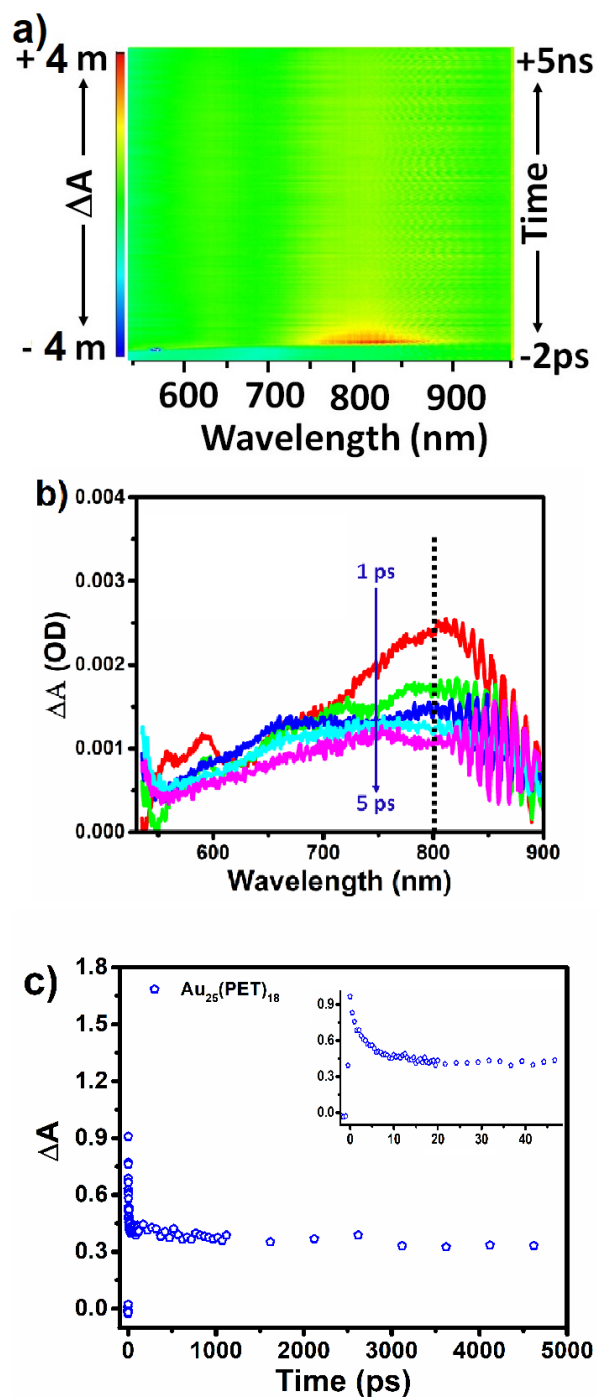 a)
+ 4 m
ΔA
- 4 m
+5ns
Time
-2ps
600 700 800 900
Wavelength (nm)
b)
0.004
0.003
0.002
0.001
0.000
ΔA (OD)
1 ps
5 ps
600 700 800 900
Wavelength (nm)
c)
1.8
1.5
1.2
0.9
0.6
0.3
0.0
ΔA
Au₂₅(PET)₁₈
0.9
0.6
0.3
0.0
0 10 20 30 40
0 1000 2000 3000 4000 5000
Time (ps)